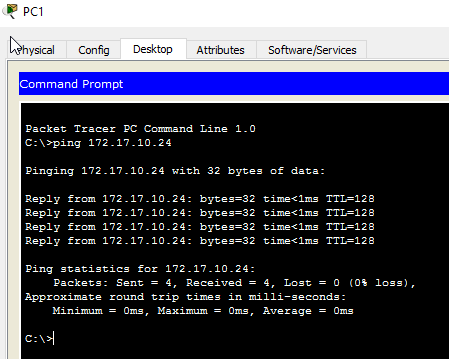 PC1
Physical Config Desktop Attributes Software/Services
Command Prompt
Packet Tracer PC Command Line 1.0
C:\>ping 172.17.10.24
Pinging 172.17.10.24 with 32 bytes of data:
Reply from 172.17.10.24: bytes=32 time<1ms TTL=128
Reply from 172.17.10.24: bytes=32 time<1ms TTL=128
Reply from 172.17.10.24: bytes=32 time<1ms TTL=128
Reply from 172.17.10.24: bytes=32 time<1ms TTL=128
Ping statistics for 172.17.10.24:
Packets: Sent = 4, Received = 4, Lost = 0 (0% loss),
Approximate round trip times in milli-seconds:
Minimum = 0ms, Maximum = 0ms, Average = 0ms
C:\>